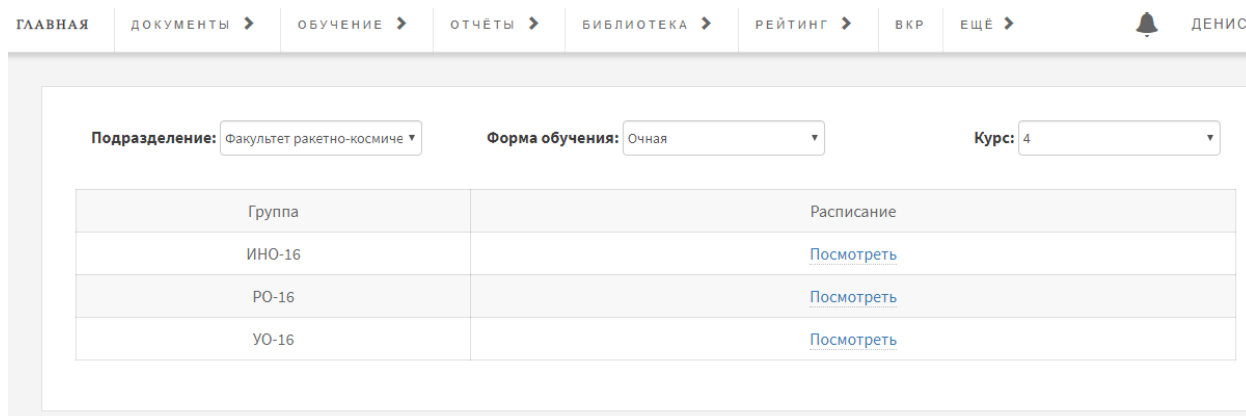 ГЛАВНАЯ ДОКУМЕНТЫ ОБУЧЕНИЕ ОТЧЁТЫ БИБЛИОТЕКА РЕЙТИНГ ВКР ЕЩЁ ДЕНИС
Подразделение: Факультет ракетно-космиче Форма обучения: Очная Курс: 4
Группа Расписание
ИНО-16 Посмотреть
РО-16 Посмотреть
УО-16 Посмотреть